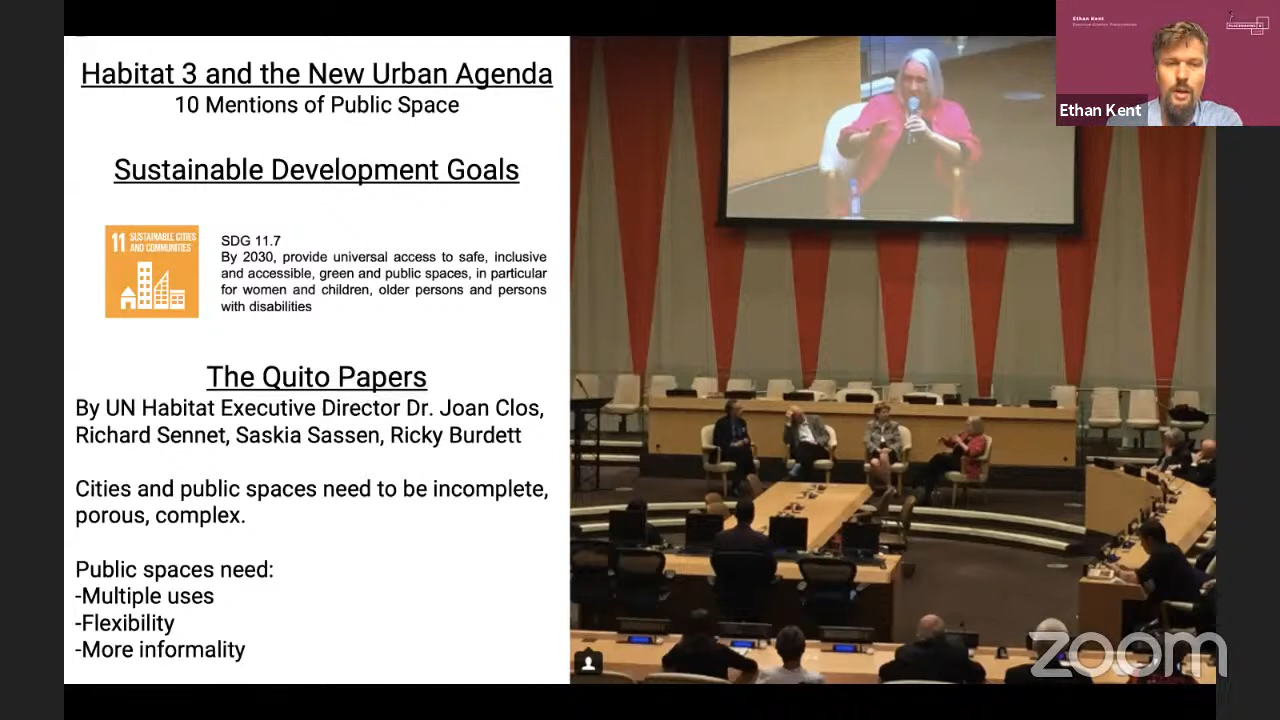 Habitat 3 and the New Urban Agenda
10 Mentions of Public Space
Sustainable Development Goals
11 SUSTAINABLE CITIES
AND COMMUNITIES
SDG 11.7
By 2030, provide universal access to safe, inclusive
and accessible, green and public spaces, in particular
for women and children, older persons and persons
with disabilities
The Quito Papers
By UN Habitat Executive Director Dr. Joan Clos,
Richard Sennet, Saskia Sassen, Ricky Burdett
Cities and public spaces need to be incomplete,
porous, complex.
Public spaces need:
-Multiple uses
-Flexibility
-More informality
Ethan Kent
Ethan Kent
zoom